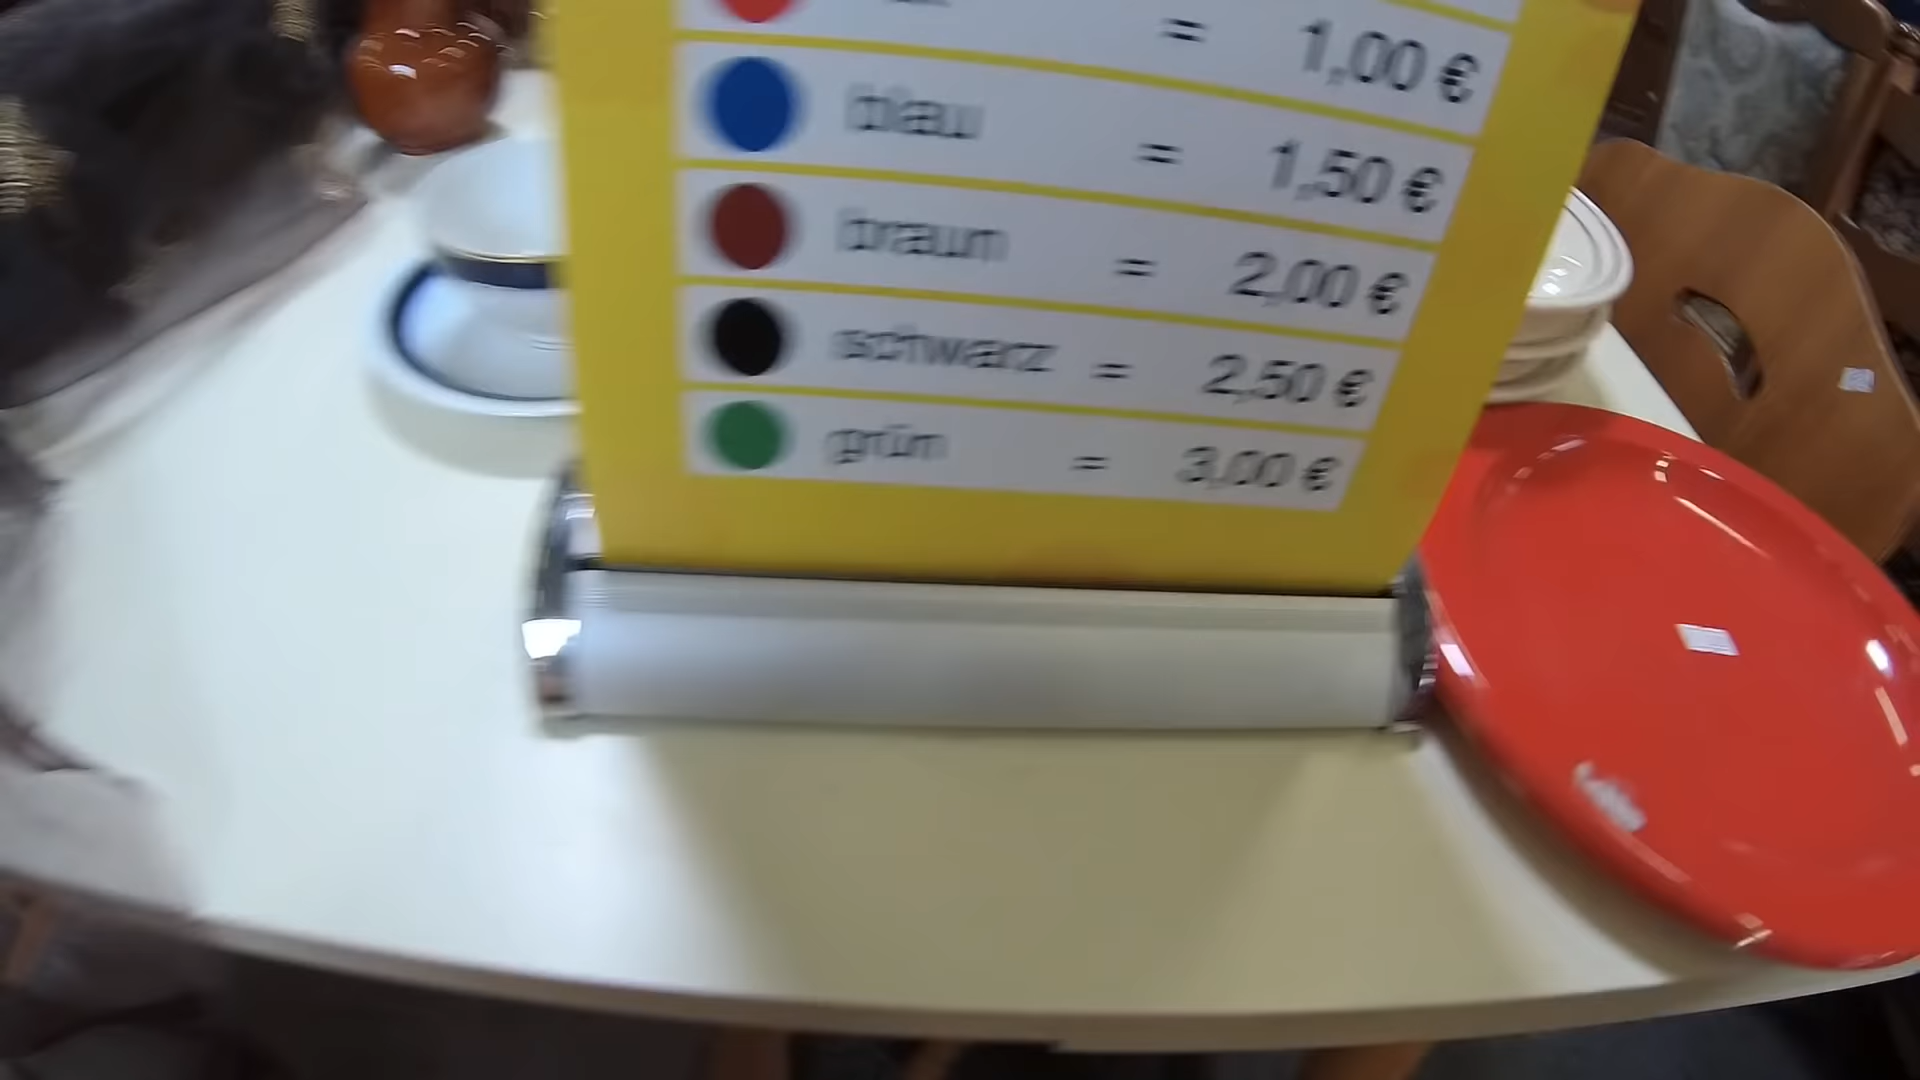 = 1,00 €
blau = 1,50 €
braun = 2,00 €
schwarz = 2,50 €
grün = 3,00 €